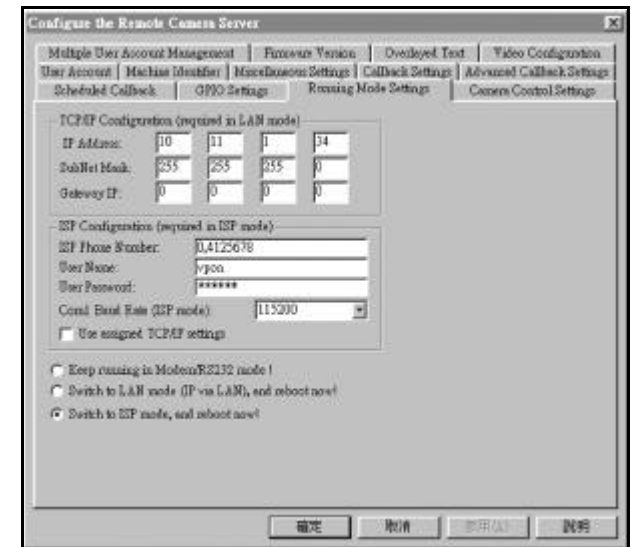 Configure the Remote Camera Server
Multiple User Account Management Firmware Version Overlayed Text Video Configuration
User Account Machine Identifier Miscellaneous Settings Callback Settings Advanced Callback Settings
Scheduled Callback GPIO Settings Running Mode Settings Camera Control Settings
TCP/IP Configuration (required in LAN mode)
IP Address: 10 11 1 34
SubNet Mask: 255 255 255 0
Gateway IP: 0 0 0 0
ISP Configuration (required in ISP mode)
ISP Phone Number: 0,4125678
User Name: vpon
User Password: ******
Coml Baud Rate (ISP mode) 115200
Use assigned TCP/IP settings
Keep running in Modem/RS232 mode !
Switch to LAN mode (IP via LAN), and reboot now!
Switch to ISP mode, and reboot now!
確定 取消 套用(A) 說明